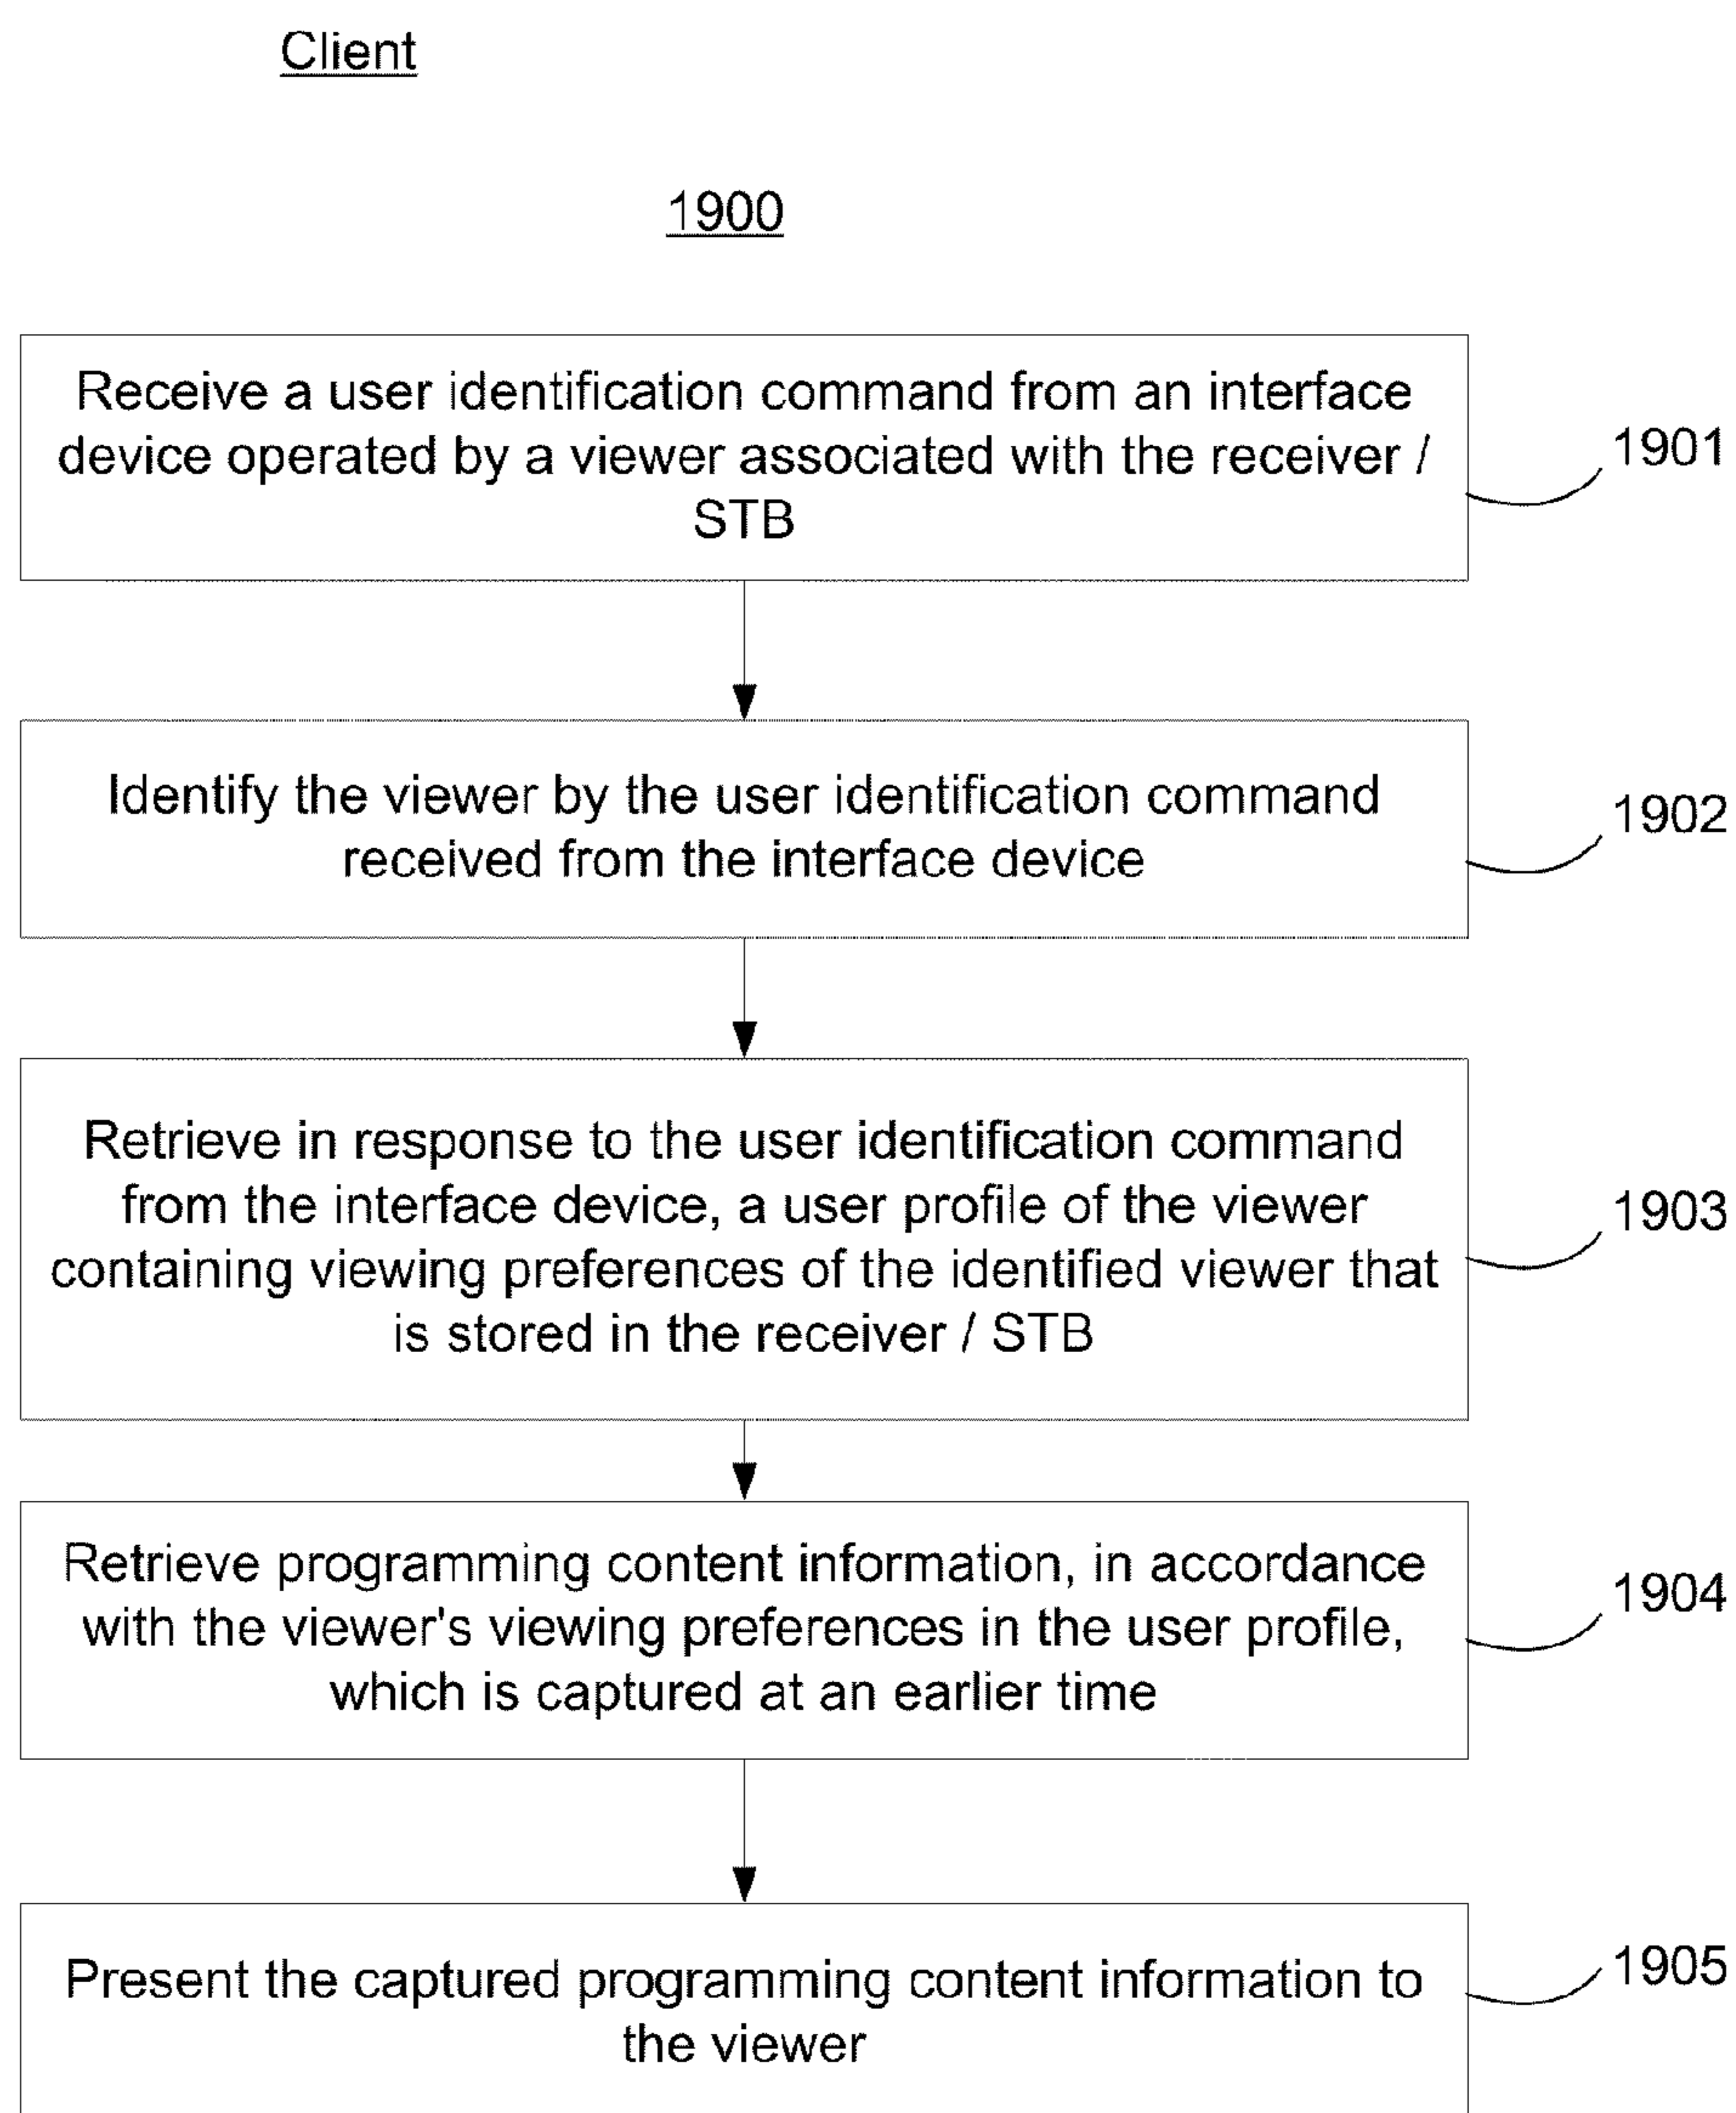 Client
1900
Receive a user identification command from an interface
device operated by a viewer associated with the receiver /
STB
1901
Identify the viewer by the user identification command
received from the interface device
1902
Retrieve in response to the user identification command
from the interface device, a user profile of the viewer
containing viewing preferences of the identified viewer that
is stored in the receiver / STB
1903
Retrieve programming content information, in accordance
with the viewer's viewing preferences in the user profile,
which is captured at an earlier time
1904
Present the captured programming content information to
the viewer
1905